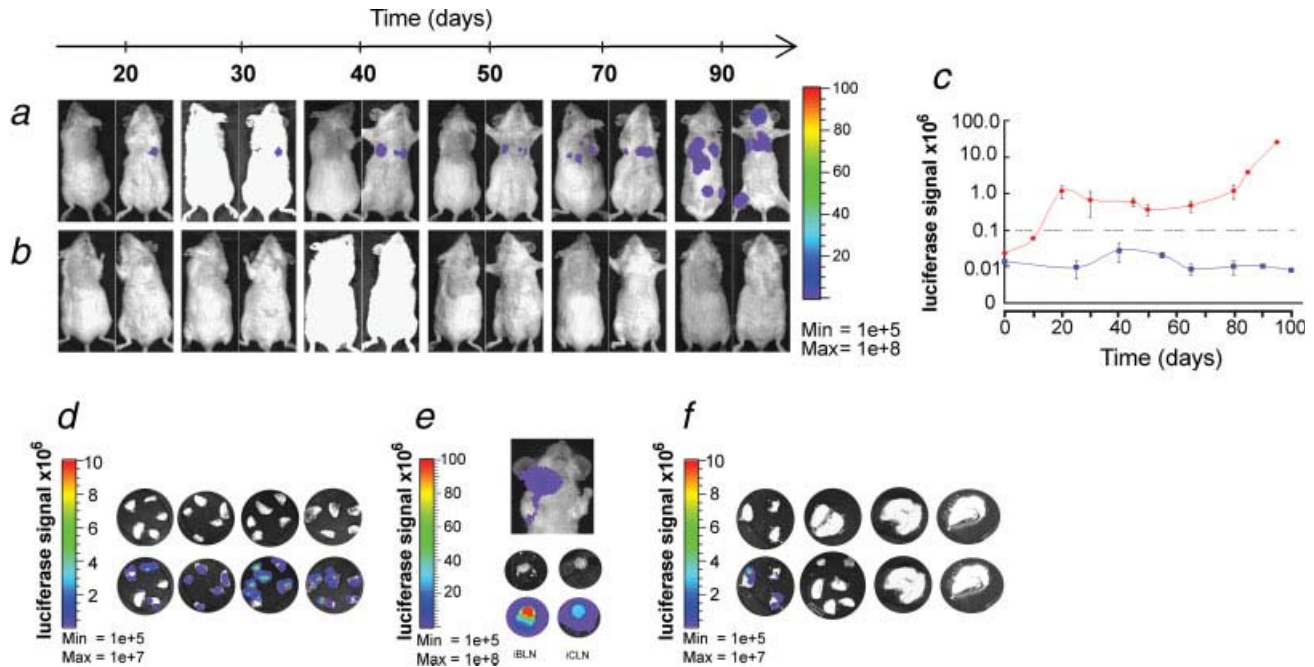 Time (days)
20 30 40 50 70 90
a
b
100
80
60
40
20
0
Min = 1e+5
Max= 1e+8
c
luciferase signal x10⁶
100.0
10.0
1.0
0.1
0.01
0
0 20 40 60 80 100
Time (days)
d
luciferase signal x10⁶
10
8
6
4
2
Min = 1e+5
Max = 1e+7
e
luciferase signal x10⁶
100
80
60
40
20
Min = 1e+5
Max = 1e+8
iBLN iCLN
f
luciferase signal x10⁶
10
8
6
4
2
Min = 1e+5
Max = 1e+7